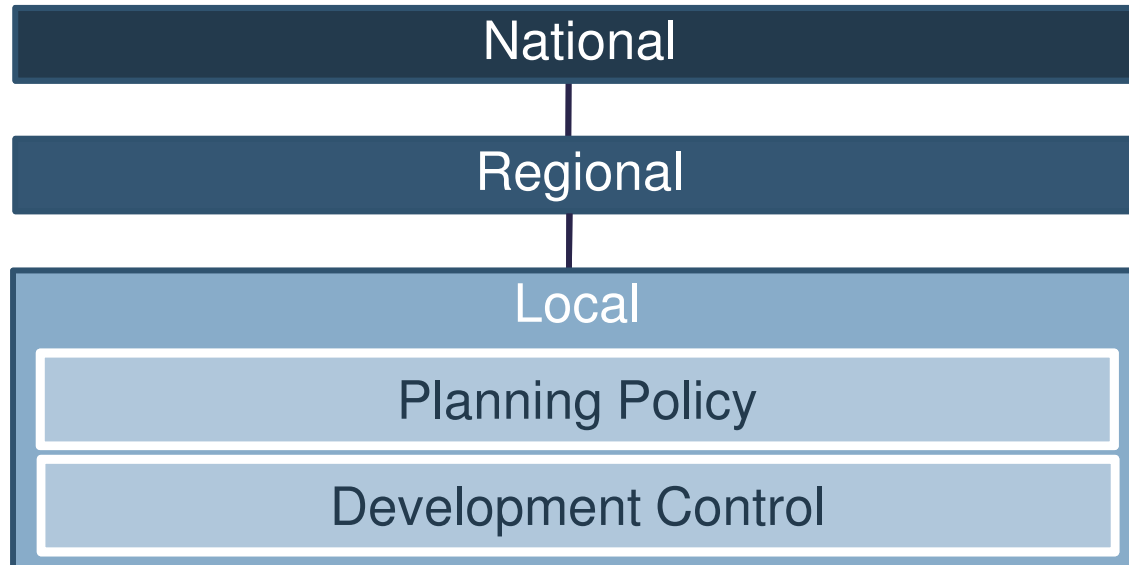 National
Regional
Local
Planning Policy
Development Control